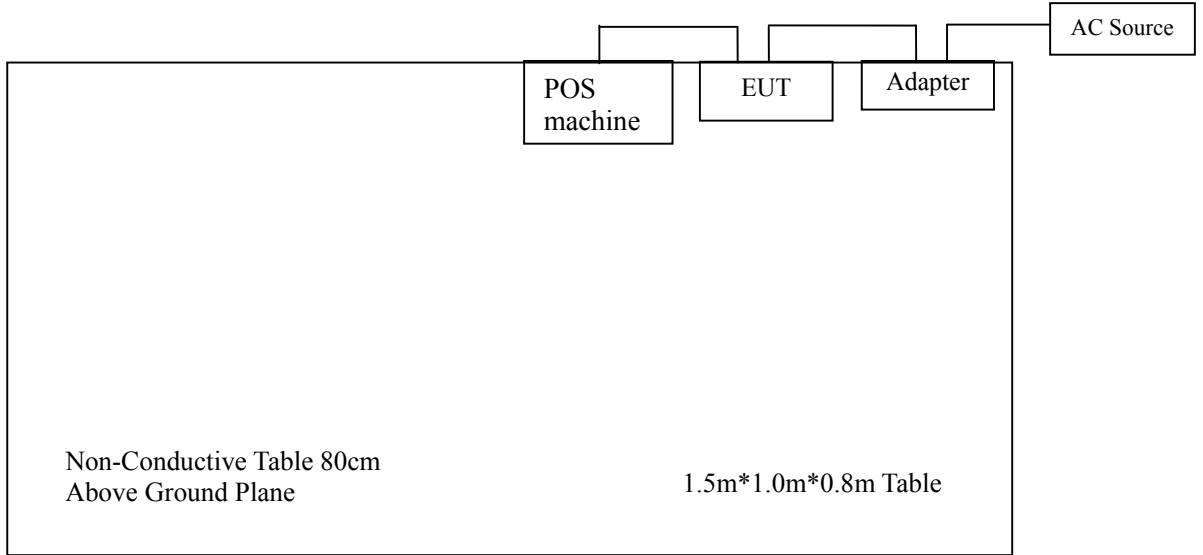 AC Source
POS
machine
EUT
Adapter
Non-Conductive Table 80cm
Above Ground Plane
1.5m*1.0m*0.8m Table